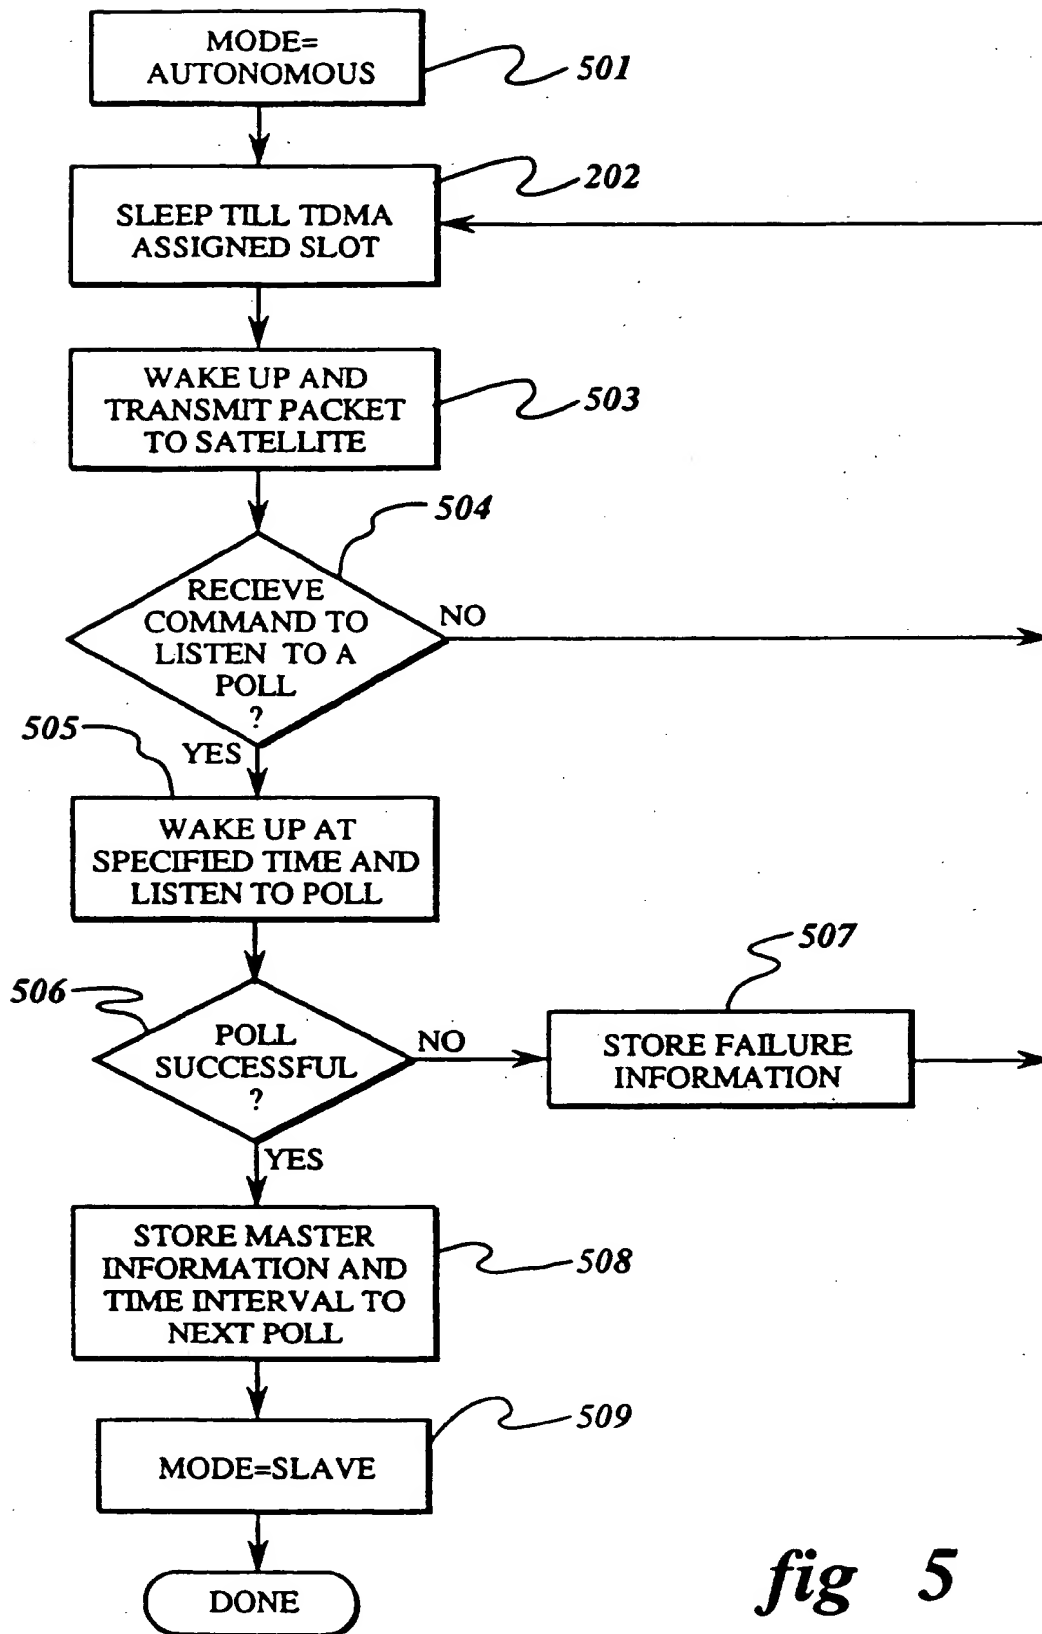 MODE=
AUTONOMOUS
501
202
SLEEP TILL TDMA
ASSIGNED SLOT
WAKE UP AND
TRANSMIT PACKET
TO SATELLITE
503
504
RECIEVE
COMMAND TO
LISTEN TO A
POLL
?
NO
505
YES
WAKE UP AT
SPECIFIED TIME AND
LISTEN TO POLL
507
506
POLL
SUCCESSFUL
?
NO
STORE FAILURE
INFORMATION
YES
STORE MASTER
INFORMATION AND
TIME INTERVAL TO
NEXT POLL
508
509
MODE=SLAVE
DONE
fig 5